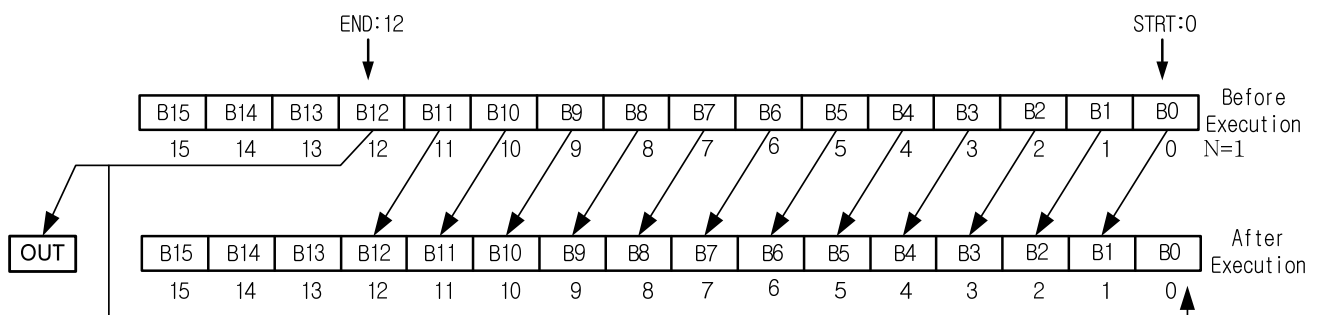 END:12 STRT:0
B15 B14 B13 B12 B11 B10 B9 B8 B7 B6 B5 B4 B3 B2 B1 B0 Before Execution
15 14 13 12 11 10 9 8 7 6 5 4 3 2 1 0 N=1
OUT B15 B14 B13 B12 B11 B10 B9 B8 B7 B6 B5 B4 B3 B2 B1 B0 After Execution
15 14 13 12 11 10 9 8 7 6 5 4 3 2 1 0